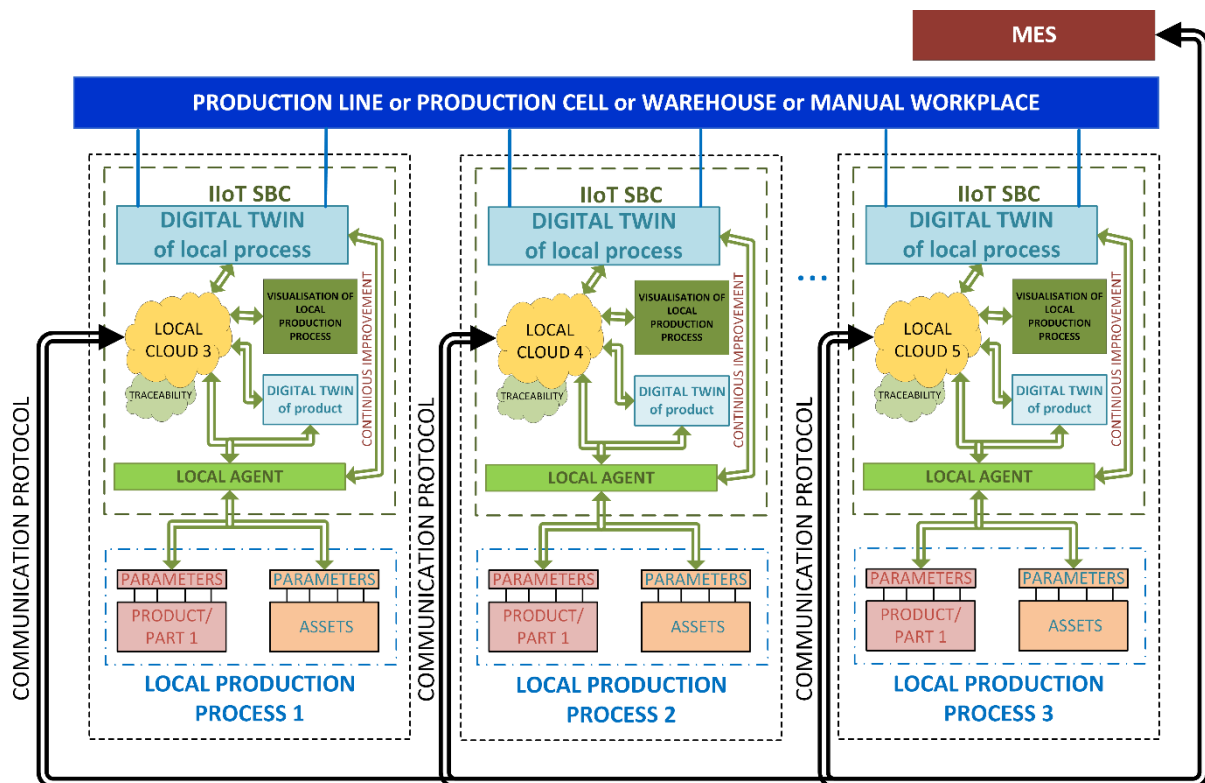 MES
PRODUCTION LINE or PRODUCTION CELL or WAREHOUSE or MANUAL WORKPLACE
COMMUNICATION PROTOCOL
IIoT SBC
DIGITAL TWIN
of local process
LOCAL
CLOUD 3
TRACEABILITY
VISUALISATION OF
LOCAL
PRODUCTION
PROCESS
DIGITAL TWIN
of product
CONTINIOUS IMPROVEMENT
LOCAL AGENT
PARAMETERS
PRODUCT/
PART 1
PARAMETERS
ASSETS
LOCAL PRODUCTION
PROCESS 1
COMMUNICATION PROTOCOL
IIoT SBC
DIGITAL TWIN
of local process
LOCAL
CLOUD 4
TRACEABILITY
VISUALISATION OF
LOCAL
PRODUCTION
PROCESS
DIGITAL TWIN
of product
CONTINIOUS IMPROVEMENT
LOCAL AGENT
PARAMETERS
PRODUCT/
PART 1
PARAMETERS
ASSETS
LOCAL PRODUCTION
PROCESS 2
...
COMMUNICATION PROTOCOL
IIoT SBC
DIGITAL TWIN
of local process
LOCAL
CLOUD 5
TRACEABILITY
VISUALISATION OF
LOCAL
PRODUCTION
PROCESS
DIGITAL TWIN
of product
CONTINIOUS IMPROVEMENT
LOCAL AGENT
PARAMETERS
PRODUCT/
PART 1
PARAMETERS
ASSETS
LOCAL PRODUCTION
PROCESS 3